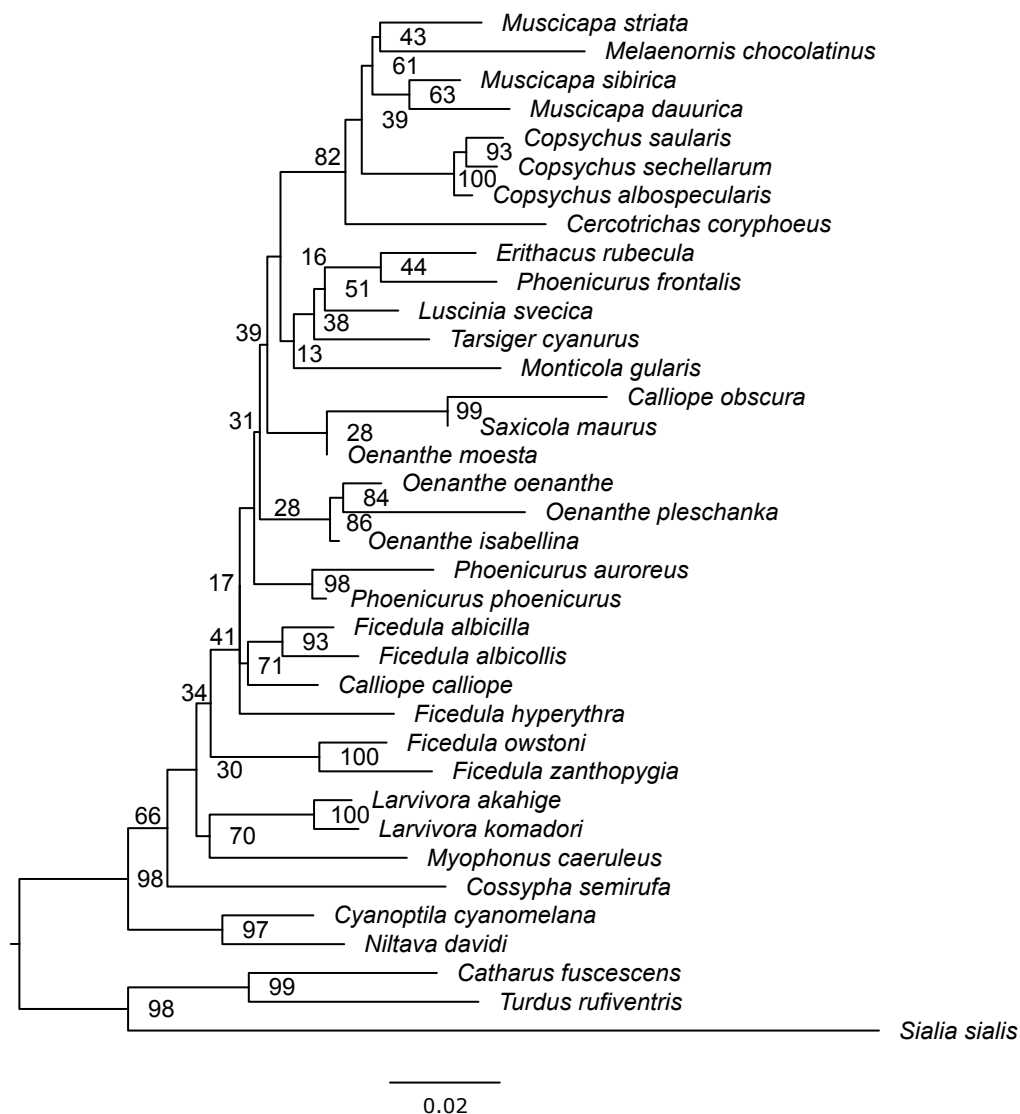 Muscicapa striata
43
Melaenornis chocolatinus
61
Muscicapa sibirica
63
Muscicapa dauurica
39
Copsychus saularis
93
82
Copsychus sechellarum
100
Copsychus albospecularis
Cercotrichas coryphoeus
Erithacus rubecula
16
44
Phoenicurus frontalis
51
Luscinia svecica
38
39
Tarsiger cyanurus
13
Monticola gularis
Calliope obscura
99
31
Saxicola maurus
28
Oenanthe moesta
Oenanthe oenanthe
84
28
Oenanthe pleschanka
86
Oenanthe isabellina
Phoenicurus auroreus
17
98
Phoenicurus phoenicurus
Ficedula albicilla
41
93
Ficedula albicollis
71
Calliope calliope
34
Ficedula hyperythra
Ficedula owstoni
100
30
Ficedula zanthopygia
Larvivora akahige
66
100
Larvivora komadori
70
Myophonus caeruleus
98
Cossypha semirufa
Cyanoptila cyanomelana
97
Niltava davidi
Catharus fuscescens
99
Turdus rufiventris
98
Sialia sialis
0.02